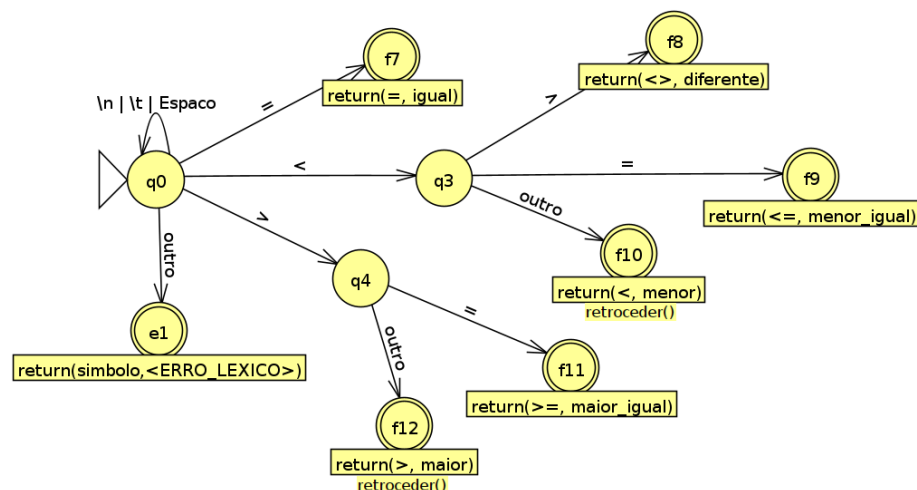 f7
return(=, igual)
f8
return(<>, diferente)
\n | \t | Espaco
=
>
<
=
q0
q3
f9
return(<=, menor_igual)
>
outro
outro
f10
return(<, menor)
retroceder()
q4
=
outro
e1
return(simbolo,<ERRO_LEXICO>)
f11
return(>=, maior_igual)
f12
return(>, maior)
retroceder()